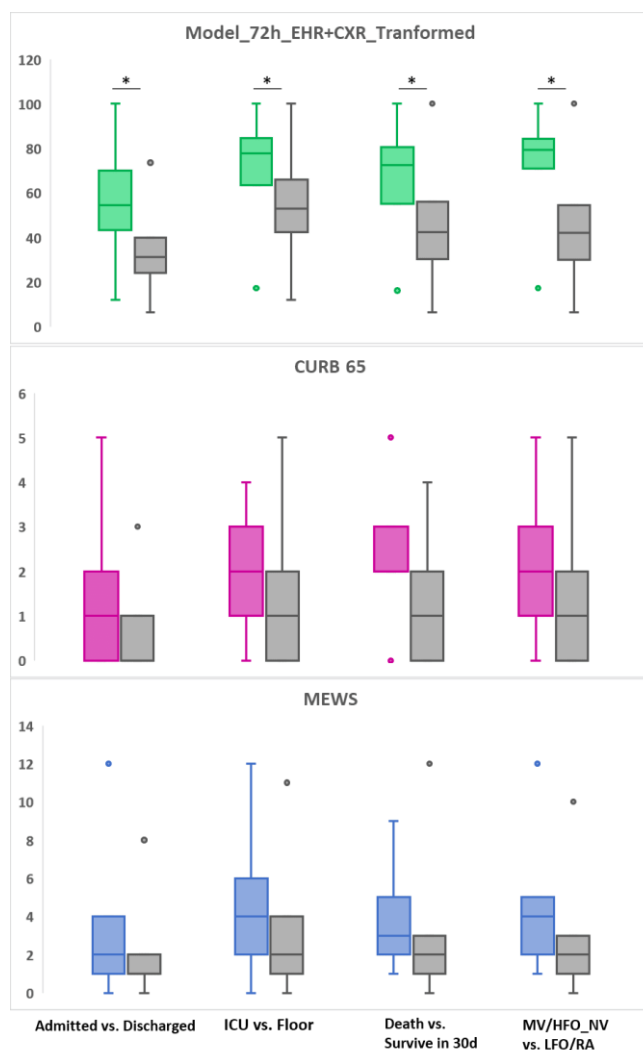 Model_72h_EHR+CXR_Tranformed
* * * *
120
100
80
60
40
20
0
CURB 65
6
5
4
3
2
1
0
MEWS
14
12
10
8
6
4
2
0
Admitted vs. Discharged
ICU vs. Floor
Death vs.
Survive in 30d
MV/HFO_NV
vs. LFO/RA